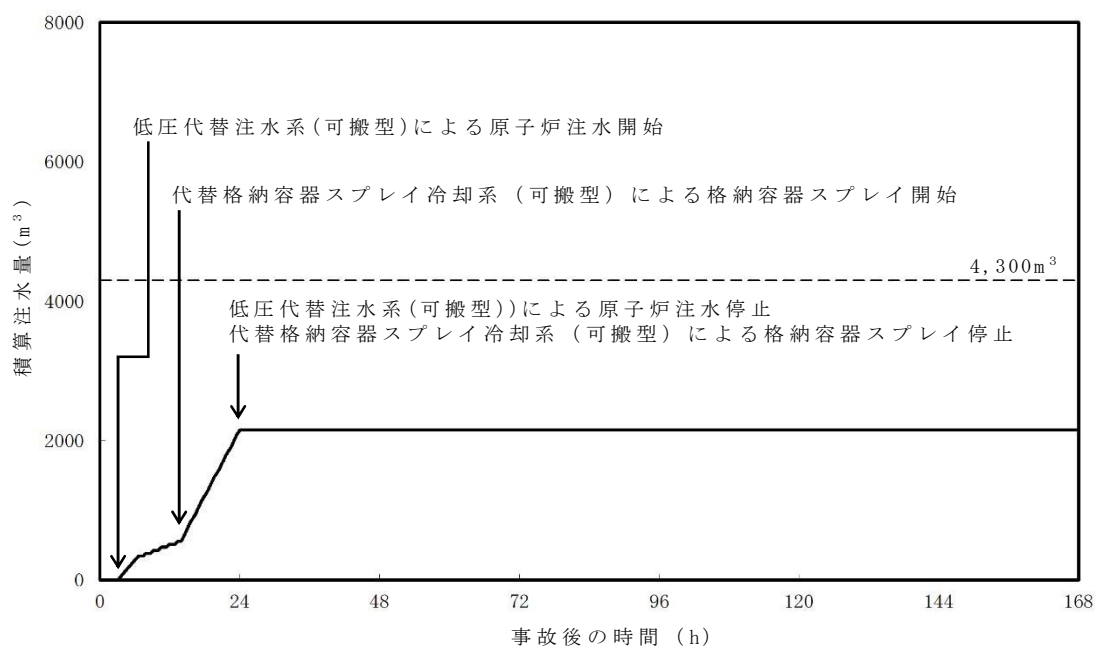 8000
低圧代替注水系(可搬型)による原子炉注水開始
6000
代替格納容器スプレイ冷却系(可搬型)による格納容器スプレイ開始
積算注水量(m³)
4,300m³
4000
低圧代替注水系(可搬型))による原子炉注水停止
代替格納容器スプレイ冷却系(可搬型)による格納容器スプレイ停止
2000
0
0 24 48 72 96 120 144 168
事故後の時間(h)